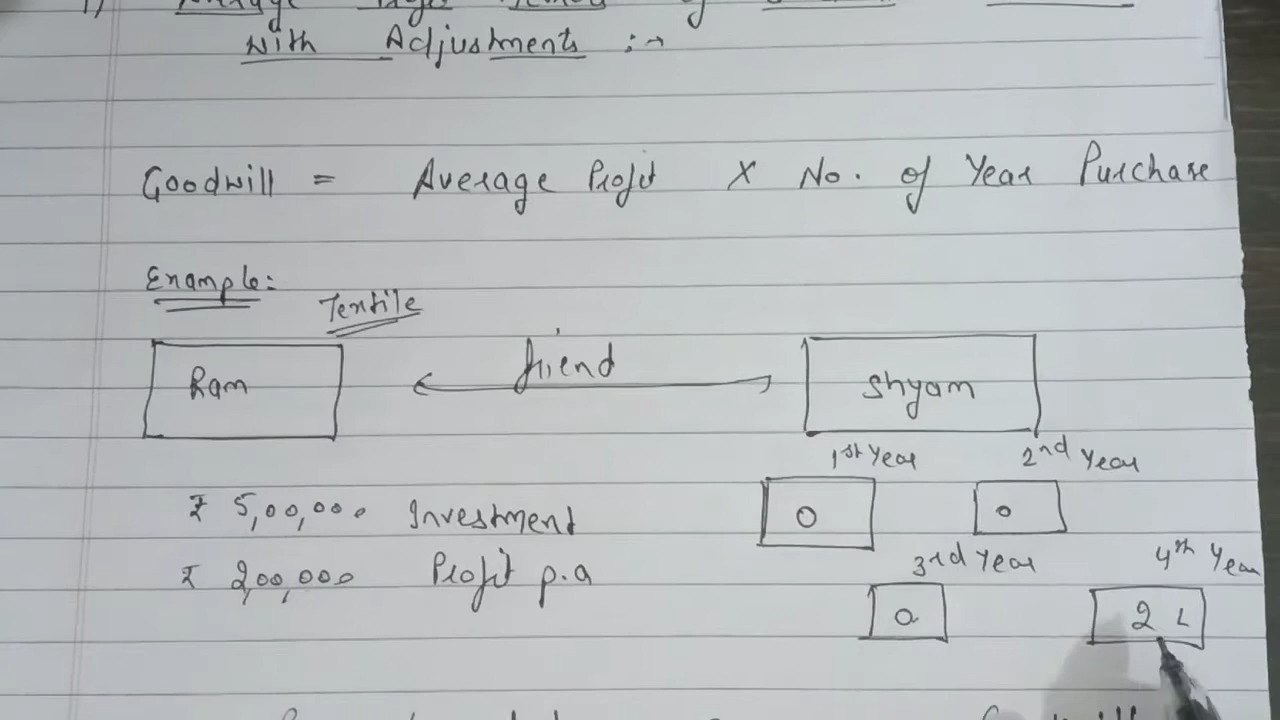 with Adjustments :→
Goodwill = Average Profit X No. of Year Purchase
Example:
Textile
Ram
friend
Shyam
1st Year
2nd Year
₹ 5,00,000 Investment
0
0
₹ 2,00,000 Profit p.a
3rd Year
4th Year
0
2 L